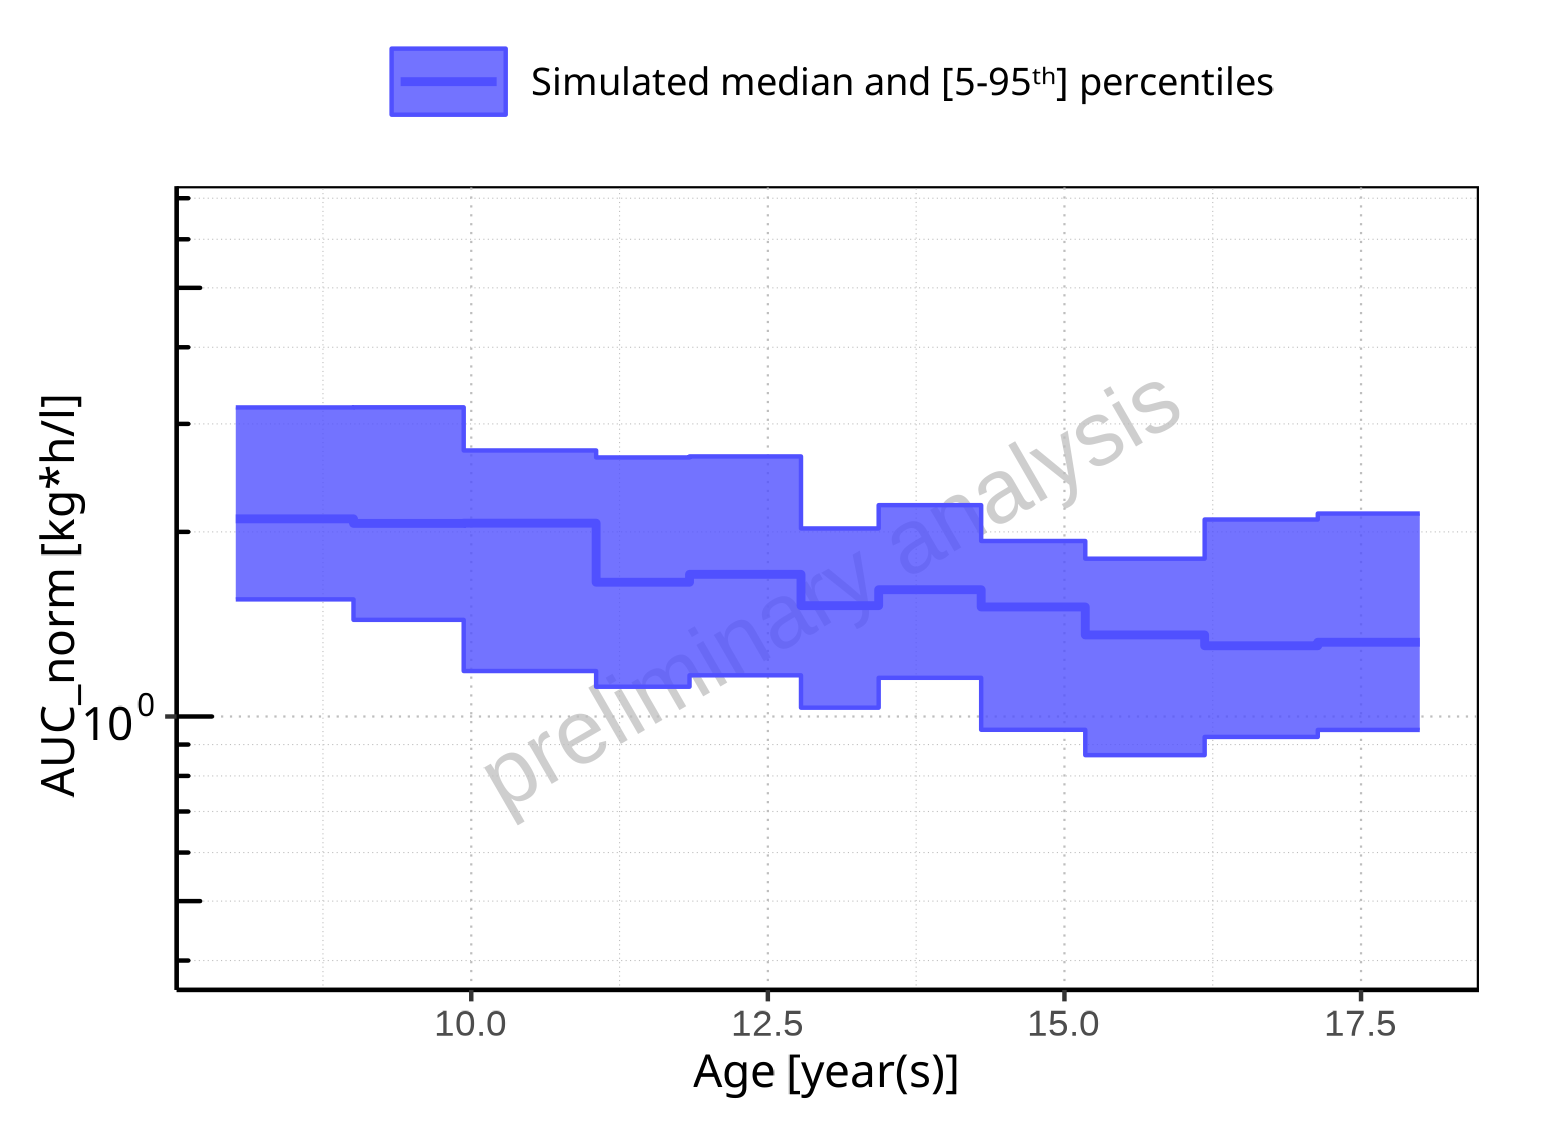 Simulated median and [5-95ᵗʰ] percentiles
AUC_norm [kg*h/l]
10⁰
preliminary analysis
10.0 12.5 15.0 17.5
Age [year(s)]